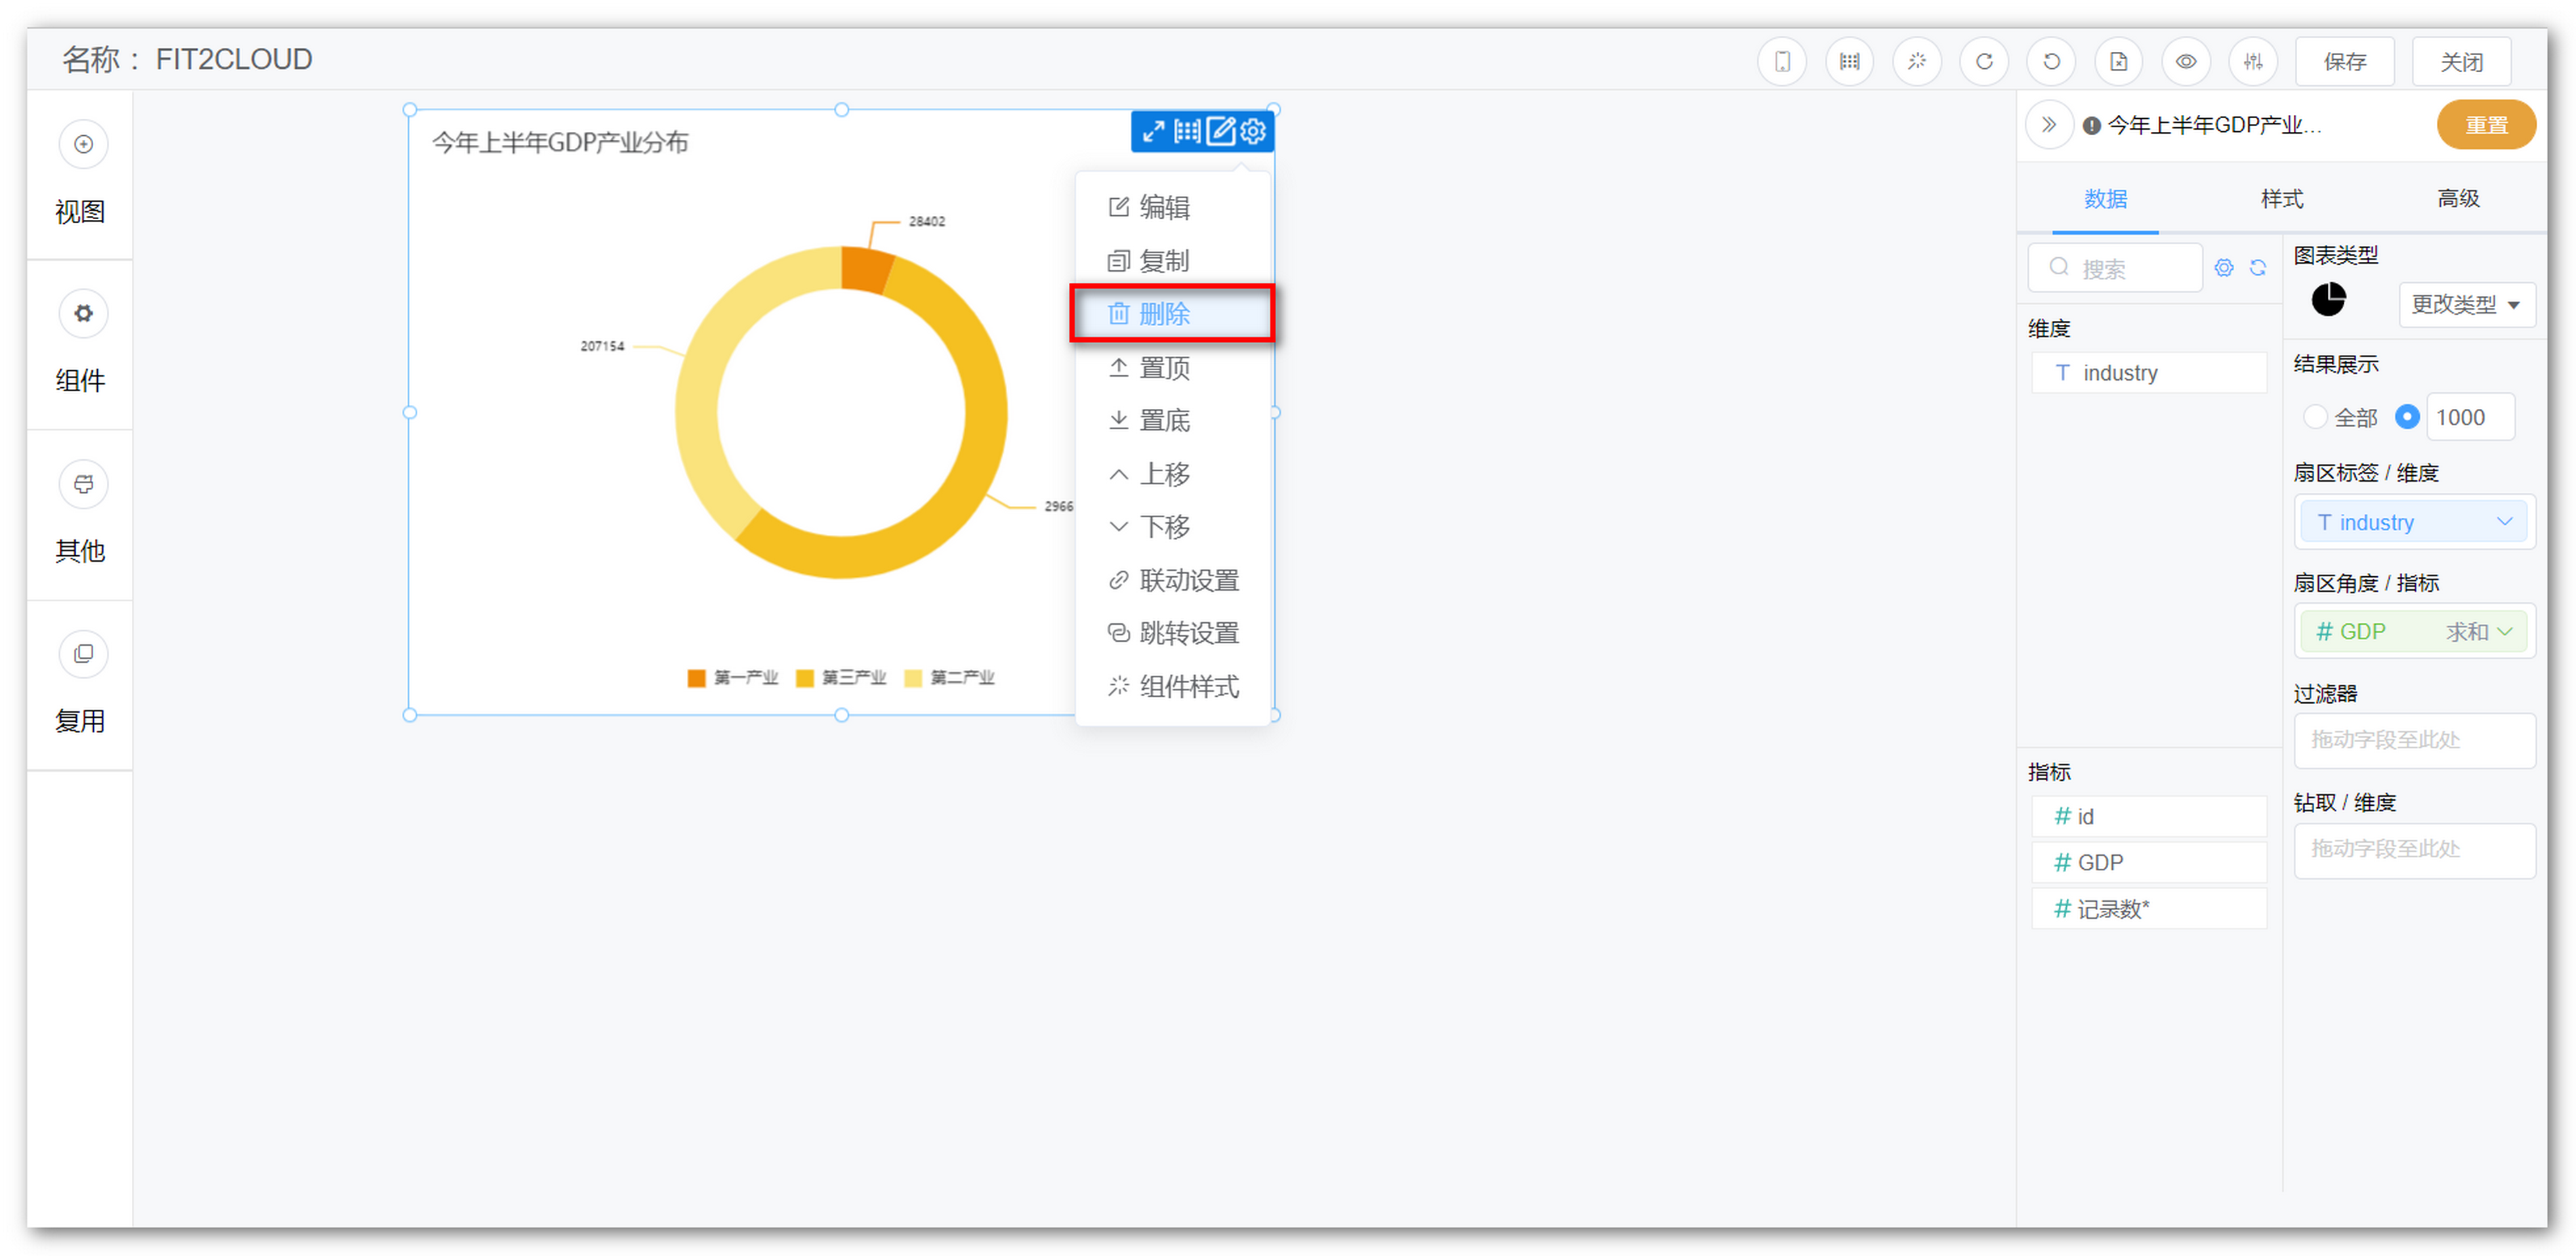 名称： FIT2CLOUD
保存
关闭
视图
组件
其他
复用
今年上半年GDP产业分布
28402
207154
2966
第一产业
第三产业
第二产业
编辑
复制
删除
置顶
置底
上移
下移
联动设置
跳转设置
组件样式
今年上半年GDP产业...
重置
数据
样式
高级
搜索
维度
T industry
指标
# id
# GDP
# 记录数*
图表类型
更改类型
结果展示
全部
1000
扇区标签 / 维度
T industry
扇区角度 / 指标
# GDP 求和
过滤器
拖动字段至此处
钻取 / 维度
拖动字段至此处